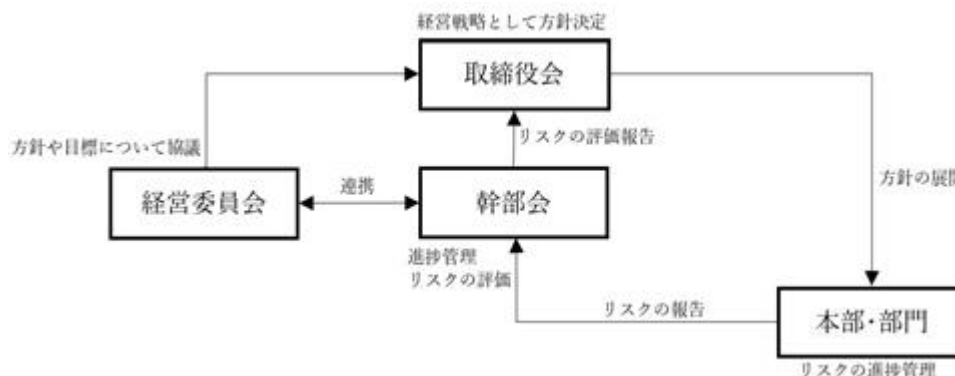 経営戦略として方針決定
取締役会
方針や目標について協議
リスクの評価報告
経営委員会
連携
幹部会
方針の展開
進捗管理
リスクの評価
リスクの報告
本部・部門
リスクの進捗管理